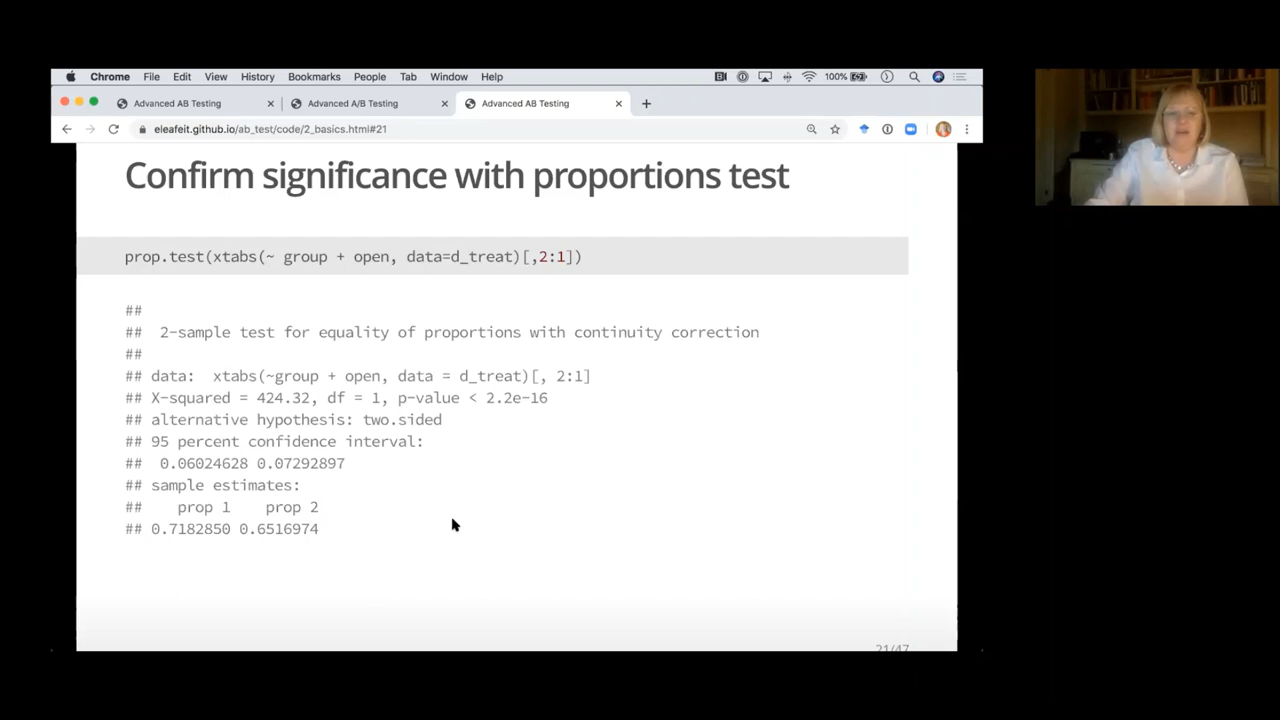 Chrome File Edit View History Bookmarks People Tab Window Help 100%
Advanced AB Testing Advanced A/B Testing Advanced AB Testing
eleafeit.github.io/ab_test/code/2_basics.html#21
Confirm significance with proportions test
prop.test(xtabs(~ group + open, data=d_treat)[,2:1])
##
## 2-sample test for equality of proportions with continuity correction
##
## data: xtabs(~group + open, data = d_treat)[, 2:1]
## X-squared = 424.32, df = 1, p-value < 2.2e-16
## alternative hypothesis: two.sided
## 95 percent confidence interval:
## 0.06024628 0.07292897
## sample estimates:
## prop 1 prop 2
## 0.7182850 0.6516974
21/47